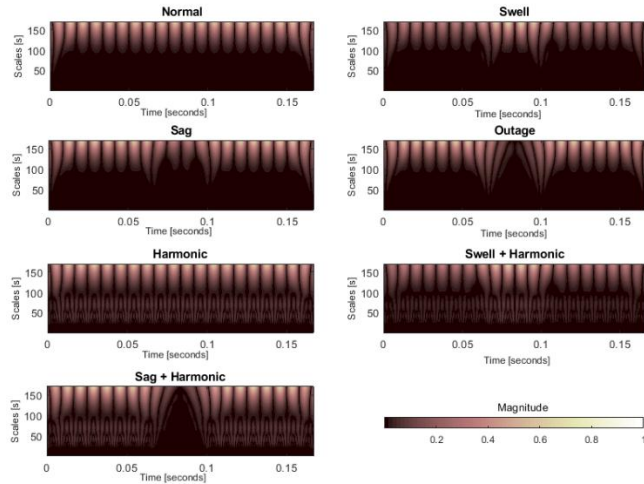 Normal
Scales [s]
150
100
50
0 0.05 0.1 0.15
Time [seconds]
Swell
Scales [s]
150
100
50
0 0.05 0.1 0.15
Time [seconds]
Sag
Scales [s]
150
100
50
0 0.05 0.1 0.15
Time [seconds]
Outage
Scales [s]
150
100
50
0 0.05 0.1 0.15
Time [seconds]
Harmonic
Scales [s]
150
100
50
0 0.05 0.1 0.15
Time [seconds]
Swell + Harmonic
Scales [s]
150
100
50
0 0.05 0.1 0.15
Time [seconds]
Sag + Harmonic
Scales [s]
150
100
50
0 0.05 0.1 0.15
Time [seconds]
Magnitude
0.2 0.4 0.6 0.8 1